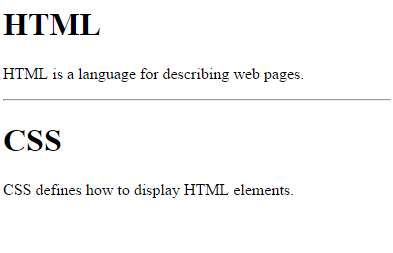 HTML
HTML is a language for describing web pages.
CSS
CSS defines how to display HTML elements.